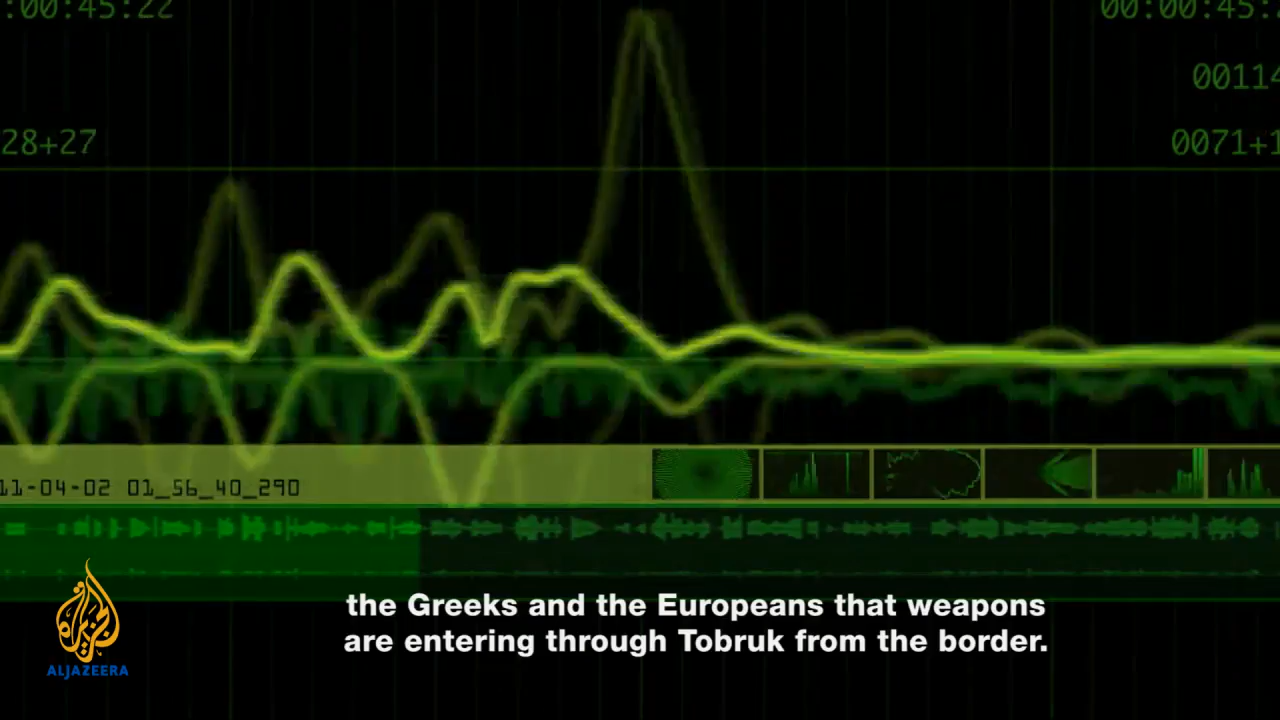 :00:45:22
00:00:45:
00114
28+27
0071+1
11-04-02 01_56_40_290
the Greeks and the Europeans that weapons
are entering through Tobruk from the border.
الجزيرة
ALJAZEERA